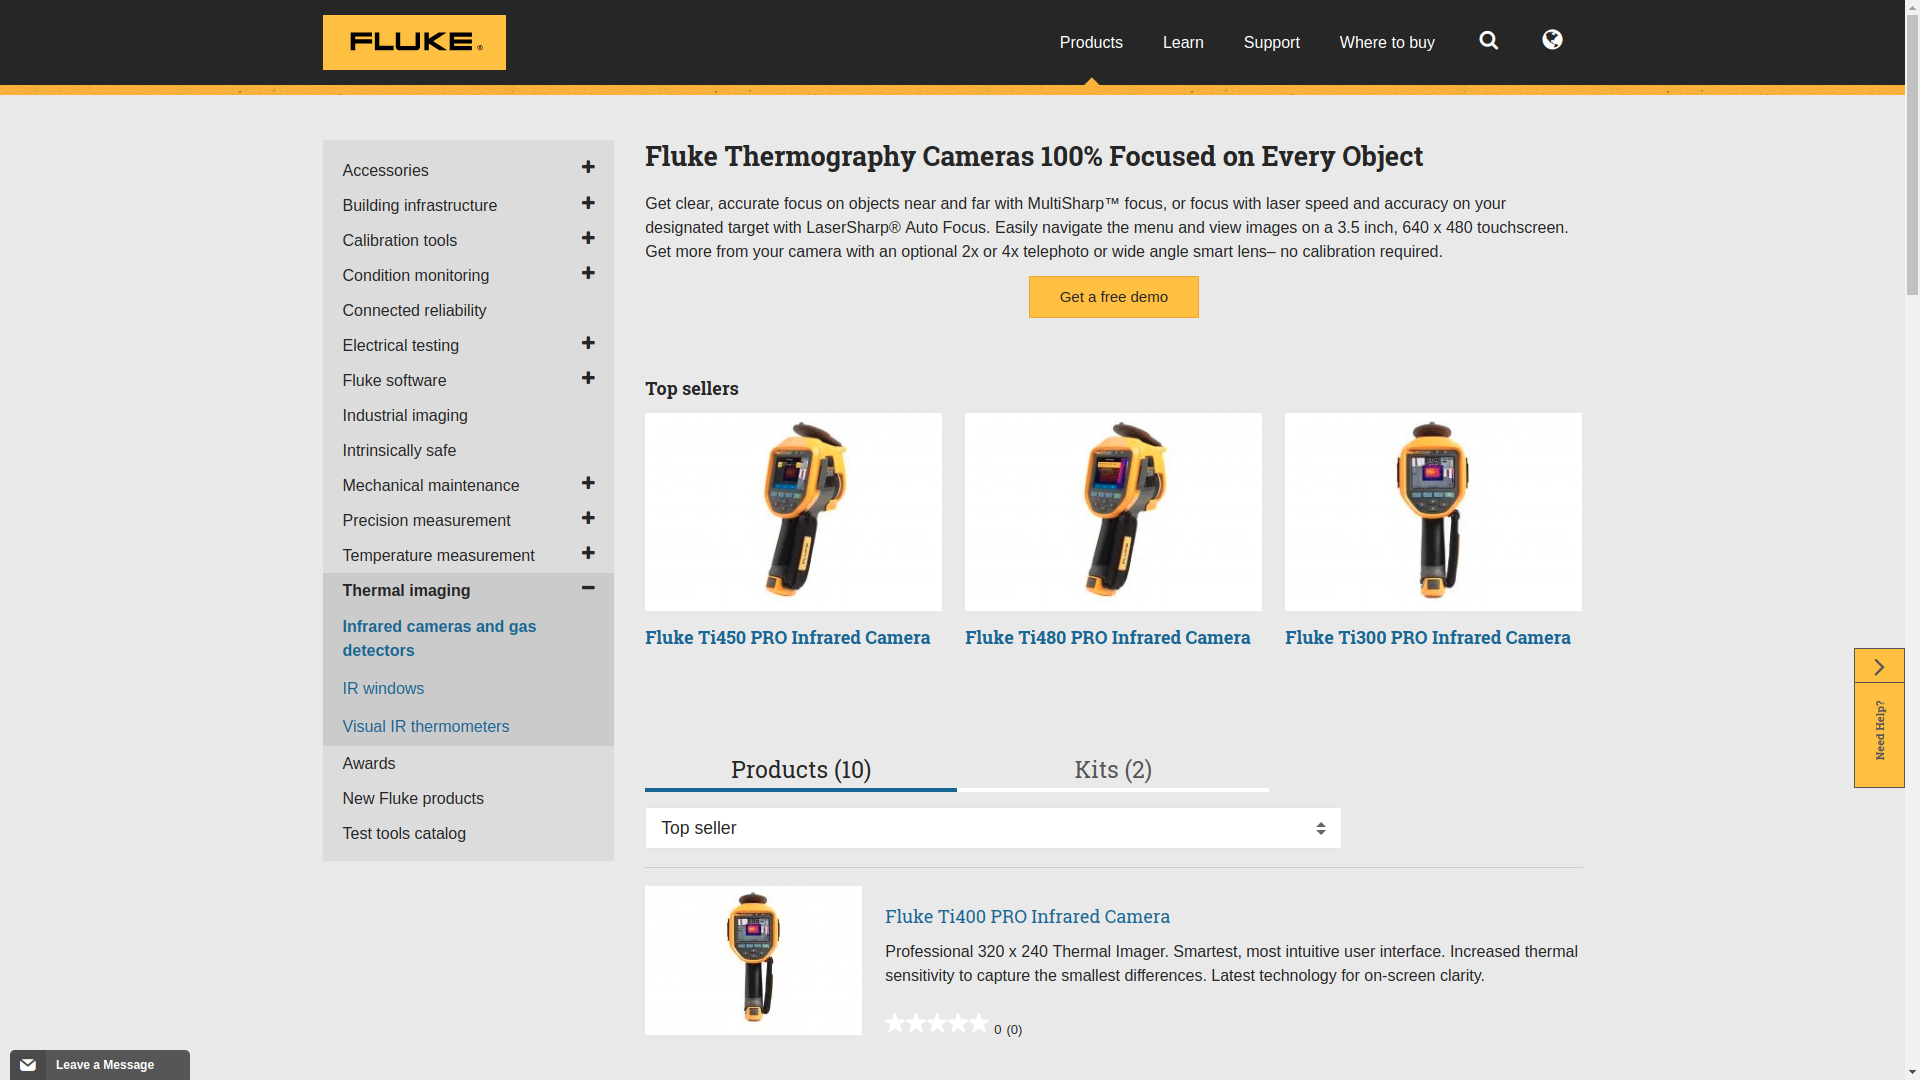 FLUKE ®
Products
Learn
Support
Where to buy
Accessories
Building infrastructure
Calibration tools
Condition monitoring
Connected reliability
Electrical testing
Fluke software
Industrial imaging
Intrinsically safe
Mechanical maintenance
Precision measurement
Temperature measurement
Thermal imaging
Infrared cameras and gas
detectors
IR windows
Visual IR thermometers
Awards
New Fluke products
Test tools catalog
Fluke Thermography Cameras 100% Focused on Every Object
Get clear, accurate focus on objects near and far with MultiSharp™ focus, or focus with laser speed and accuracy on your
designated target with LaserSharp® Auto Focus. Easily navigate the menu and view images on a 3.5 inch, 640 x 480 touchscreen.
Get more from your camera with an optional 2x or 4x telephoto or wide angle smart lens– no calibration required.
Get a free demo
Top sellers
Fluke Ti450 PRO Infrared Camera
Fluke Ti480 PRO Infrared Camera
Fluke Ti300 PRO Infrared Camera
Products (10)
Kits (2)
Top seller
Fluke Ti400 PRO Infrared Camera
Professional 320 x 240 Thermal Imager. Smartest, most intuitive user interface. Increased thermal
sensitivity to capture the smallest differences. Latest technology for on-screen clarity.
0 (0)
Need Help?
Leave a Message